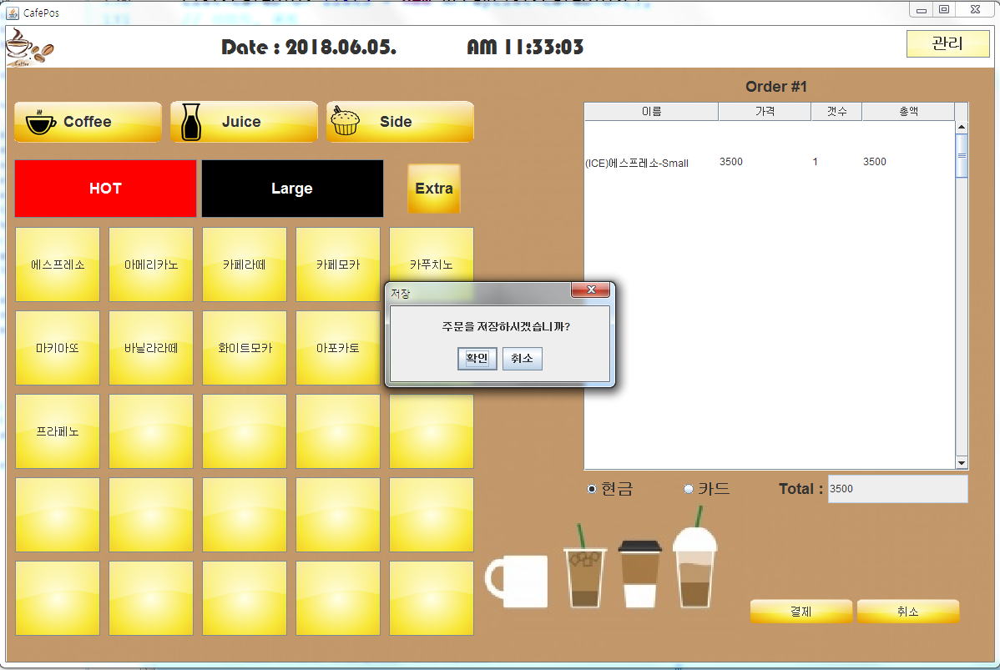 CafePos
Date : 2018.06.05. AM 11:33:03
관리
Coffee
Juice
Side
HOT
Large
Extra
에스프레소
아메리카노
카페라떼
카페모카
카푸치노
마키아또
바닐라라떼
화이트모카
아포카토
프라페노
Order #1
이름 가격 갯수 총액
(ICE)에스프레소-Small 3500 1 3500
저장
주문을 저장하시겠습니까?
확인 취소
현금 카드 Total : 3500
결제 취소